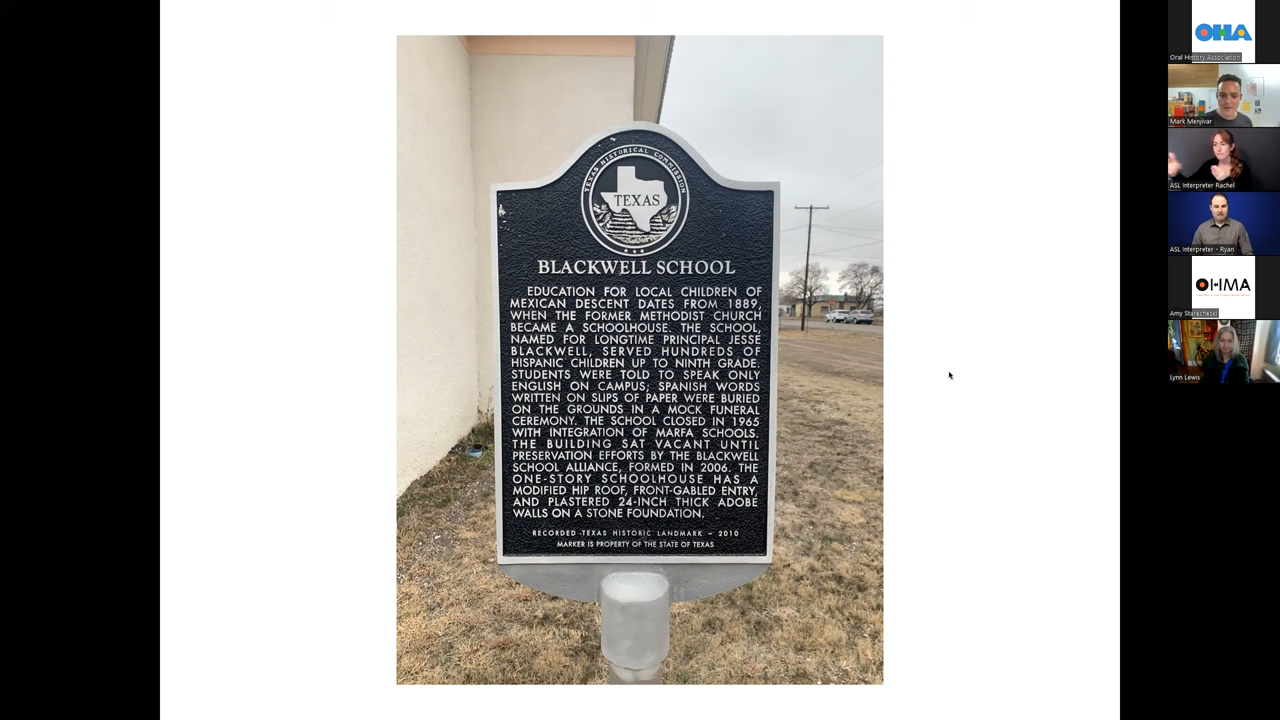 TEXAS HISTORICAL COMMISSION
TEXAS
BLACKWELL SCHOOL
EDUCATION FOR LOCAL CHILDREN OF
MEXICAN DESCENT DATES FROM 1889,
WHEN THE FORMER METHODIST CHURCH
BECAME A SCHOOLHOUSE. THE SCHOOL,
NAMED FOR LONGTIME PRINCIPAL JESSE
BLACKWELL, SERVED HUNDREDS OF
HISPANIC CHILDREN UP TO NINTH GRADE.
STUDENTS WERE TOLD TO SPEAK ONLY
ENGLISH ON CAMPUS; SPANISH WORDS
WRITTEN ON SLIPS OF PAPER WERE BURIED
ON THE GROUNDS IN A MOCK FUNERAL
CEREMONY. THE SCHOOL CLOSED IN 1965
WITH INTEGRATION OF MARFA SCHOOLS.
THE BUILDING SAT VACANT UNTIL
PRESERVATION EFFORTS BY THE BLACKWELL
SCHOOL ALLIANCE, FORMED IN 2006. THE
ONE-STORY SCHOOLHOUSE HAS A
MODIFIED HIP ROOF, FRONT-GABLED ENTRY,
AND PLASTERED 24-INCH THICK ADOBE
WALLS ON A STONE FOUNDATION.
RECORDED TEXAS HISTORIC LANDMARK – 2010
MARKER IS PROPERTY OF THE STATE OF TEXAS
OHA
Oral History Association
Mark Menjivar
ASL Interpreter Rachel
ASL Interpreter - Ryan
OHMA
Amy Starecheski
Lynn Lewis